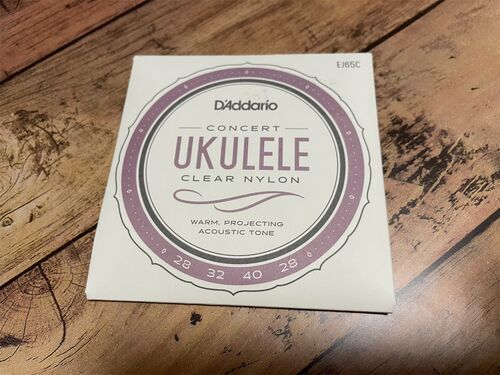 EJ65C
D'Addario
CONCERT
UKULELE
CLEAR NYLON
WARM, PROJECTING
ACOUSTIC TONE
28 32 40 28